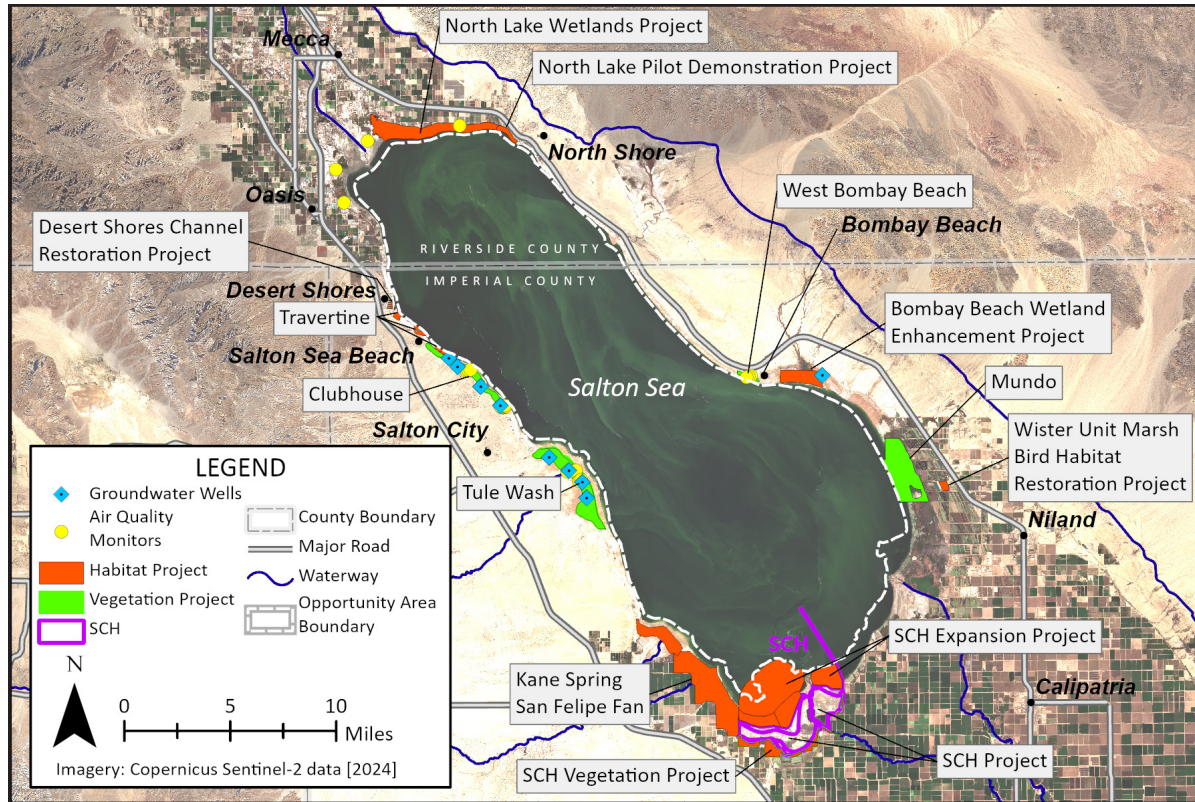 Mecca
North Lake Wetlands Project
North Lake Pilot Demonstration Project
North Shore
Oasis
West Bombay Beach
Bombay Beach
Desert Shores Channel
Restoration Project
RIVERSIDE COUNTY
IMPERIAL COUNTY
Desert Shores
Travertine
Salton Sea Beach
Bombay Beach Wetland
Enhancement Project
Clubhouse
Salton Sea
Mundo
Salton City
Wister Unit Marsh
Bird Habitat
Restoration Project
Tule Wash
Niland
LEGEND
Groundwater Wells
Air Quality
Monitors
Habitat Project
Vegetation Project
SCH
County Boundary
Major Road
Waterway
Opportunity Area
Boundary
N
0 5 10
Miles
Imagery: Copernicus Sentinel-2 data [2024]
SCH
SCH Expansion Project
Kane Spring
San Felipe Fan
Calipatria
SCH Project
SCH Vegetation Project